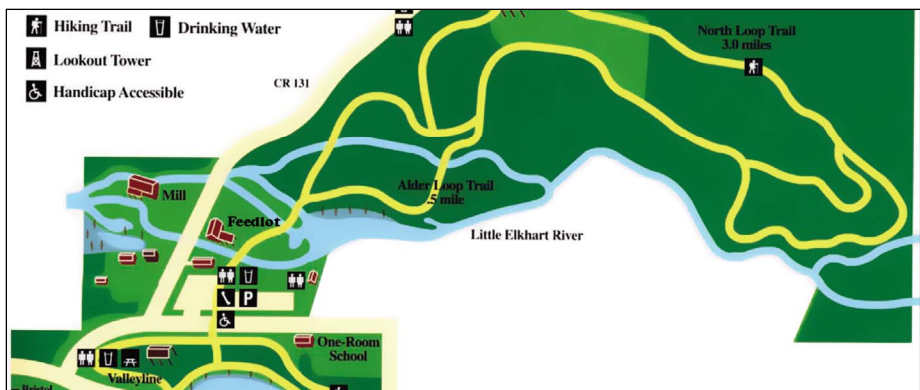 Hiking Trail
Drinking Water
Lookout Tower
Handicap Accessible
CR 131
North Loop Trail
3.0 miles
Alder Loop Trail
.5 mile
Little Elkhart River
Mill
Feedlot
P
One-Room
School
Valleyline
Bristol